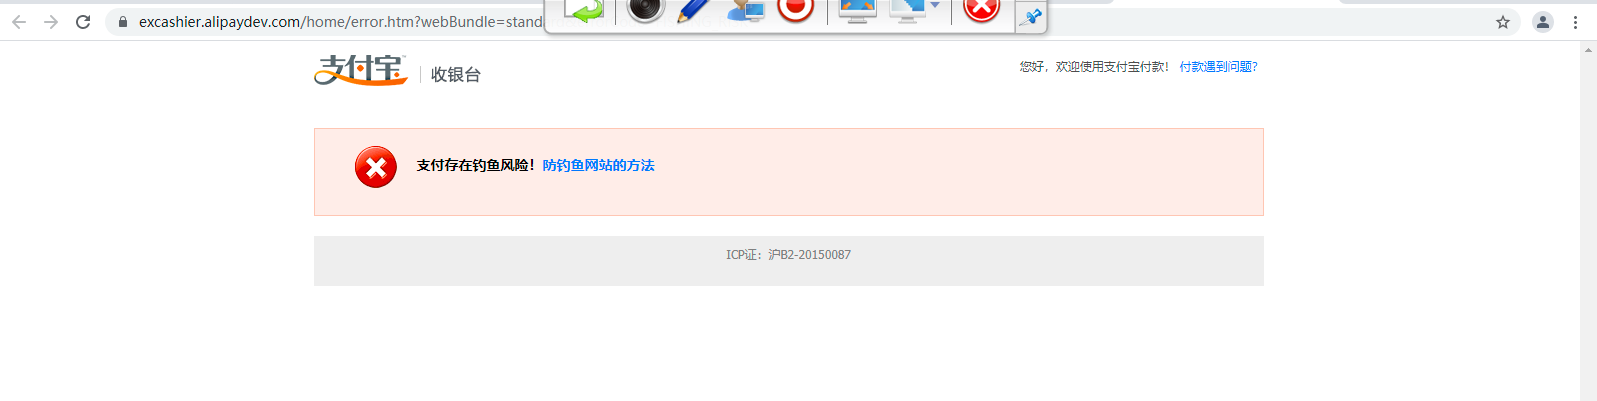 excashier.alipaydev.com/home/error.htm?webBundle=stand
支付宝™ 收银台
您好，欢迎使用支付宝付款！ 付款遇到问题?
支付存在钓鱼风险！防钓鱼网站的方法
ICP证：沪B2-20150087